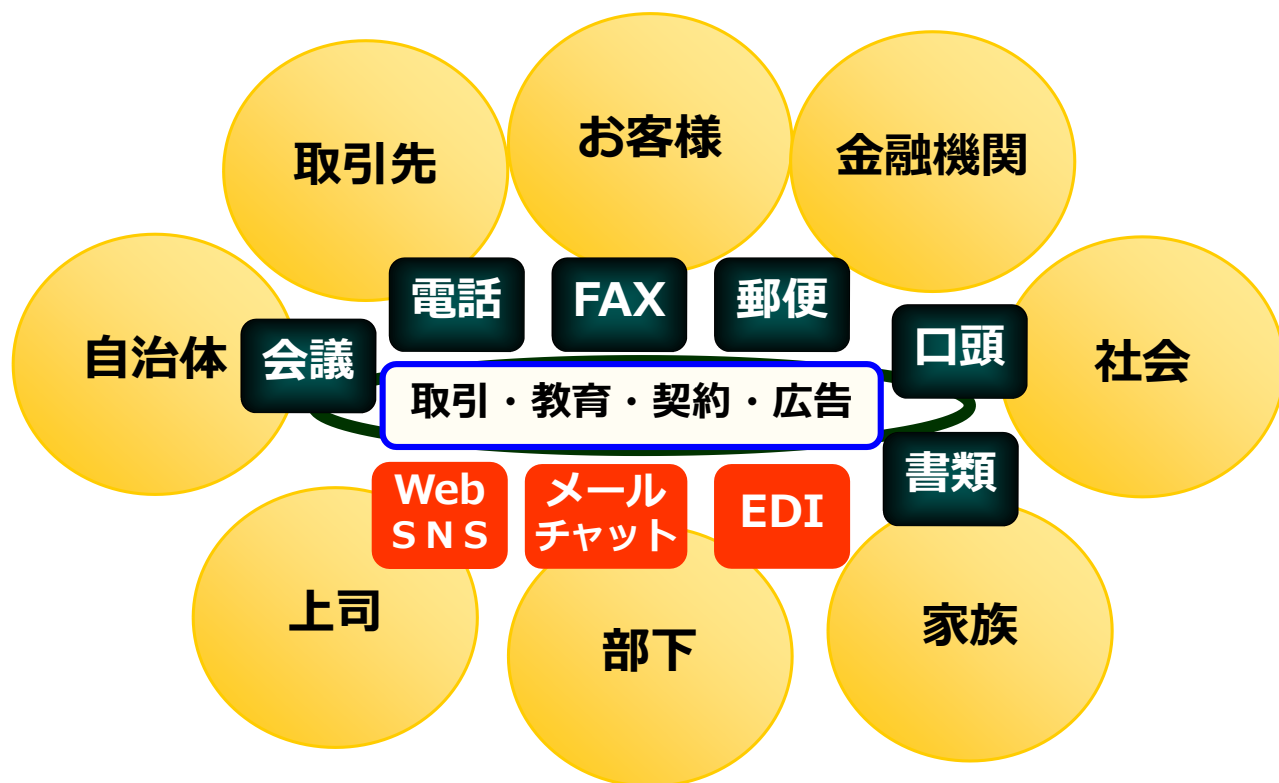 お客様
取引先
金融機関
電話
FAX
郵便
自治体
会議
口頭
社会
取引・教育・契約・広告
書類
Web
ＳＮＳ
メール
チャット
EDI
上司
部下
家族